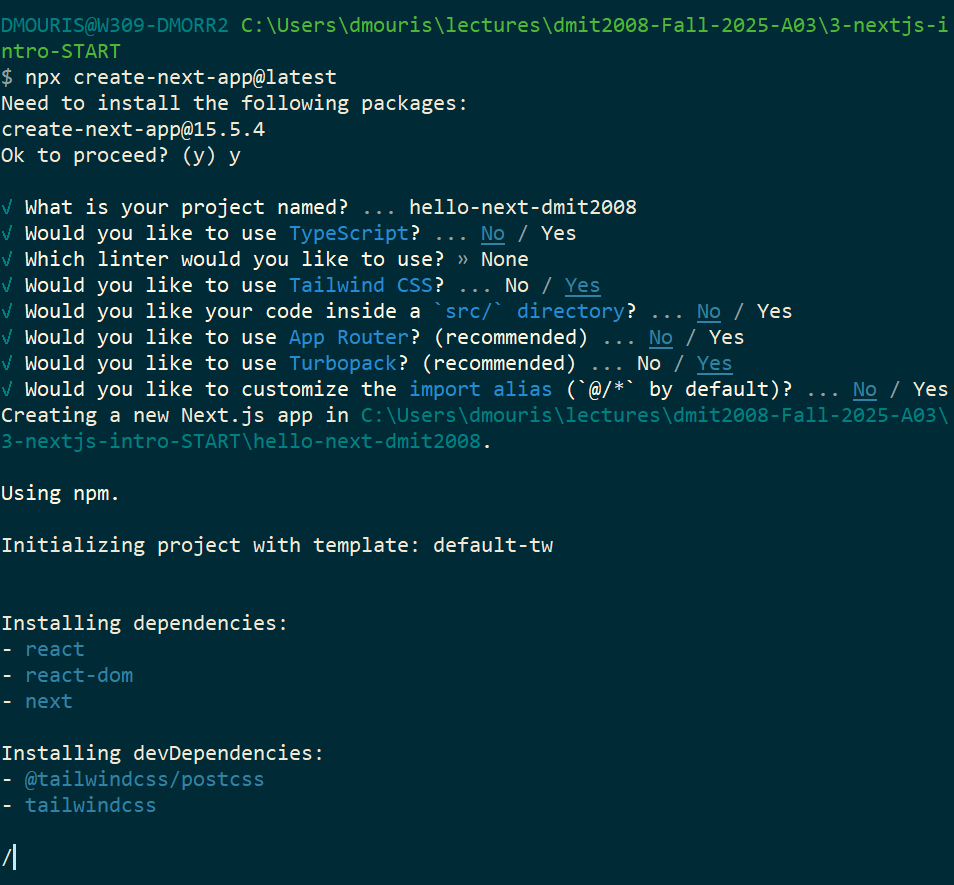 DMOURIS@W309-DMORR2 C:\Users\dmouris\lectures\dmit2008-Fall-2025-A03\3-nextjs-i
ntro-START
$ npx create-next-app@latest
Need to install the following packages:
create-next-app@15.5.4
Ok to proceed? (y) y
√ What is your project named? ... hello-next-dmit2008
√ Would you like to use TypeScript? ... No / Yes
√ Which linter would you like to use? » None
√ Would you like to use Tailwind CSS? ... No / Yes
√ Would you like your code inside a `src/` directory? ... No / Yes
√ Would you like to use App Router? (recommended) ... No / Yes
√ Would you like to use Turbopack? (recommended) ... No / Yes
√ Would you like to customize the import alias (`@/*` by default)? ... No / Yes
Creating a new Next.js app in C:\Users\dmouris\lectures\dmit2008-Fall-2025-A03\
3-nextjs-intro-START\hello-next-dmit2008.
Using npm.
Initializing project with template: default-tw
Installing dependencies:
- react
- react-dom
- next
Installing devDependencies:
- @tailwindcss/postcss
- tailwindcss
/